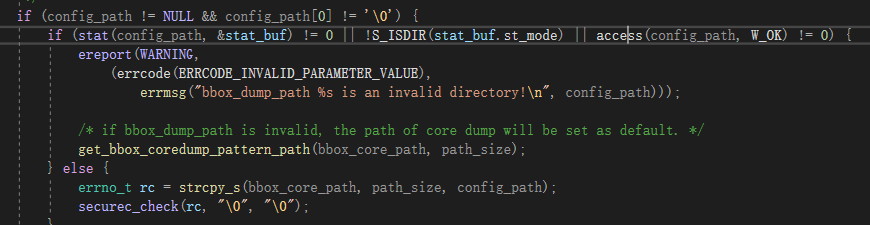 if (config_path != NULL && config_path[0] != '\0') {
if (stat(config_path, &stat_buf) != 0 || !S_ISDIR(stat_buf.st_mode) || access(config_path, W_OK) != 0) {
ereport(WARNING,
(errcode(ERRCODE_INVALID_PARAMETER_VALUE),
errmsg("bbox_dump_path %s is an invalid directory!\n", config_path)));
/* if bbox_dump_path is invalid, the path of core dump will be set as default. */
get_bbox_coredump_pattern_path(bbox_core_path, path_size);
} else {
errno_t rc = strcpy_s(bbox_core_path, path_size, config_path);
securec_check(rc, "\0", "\0");